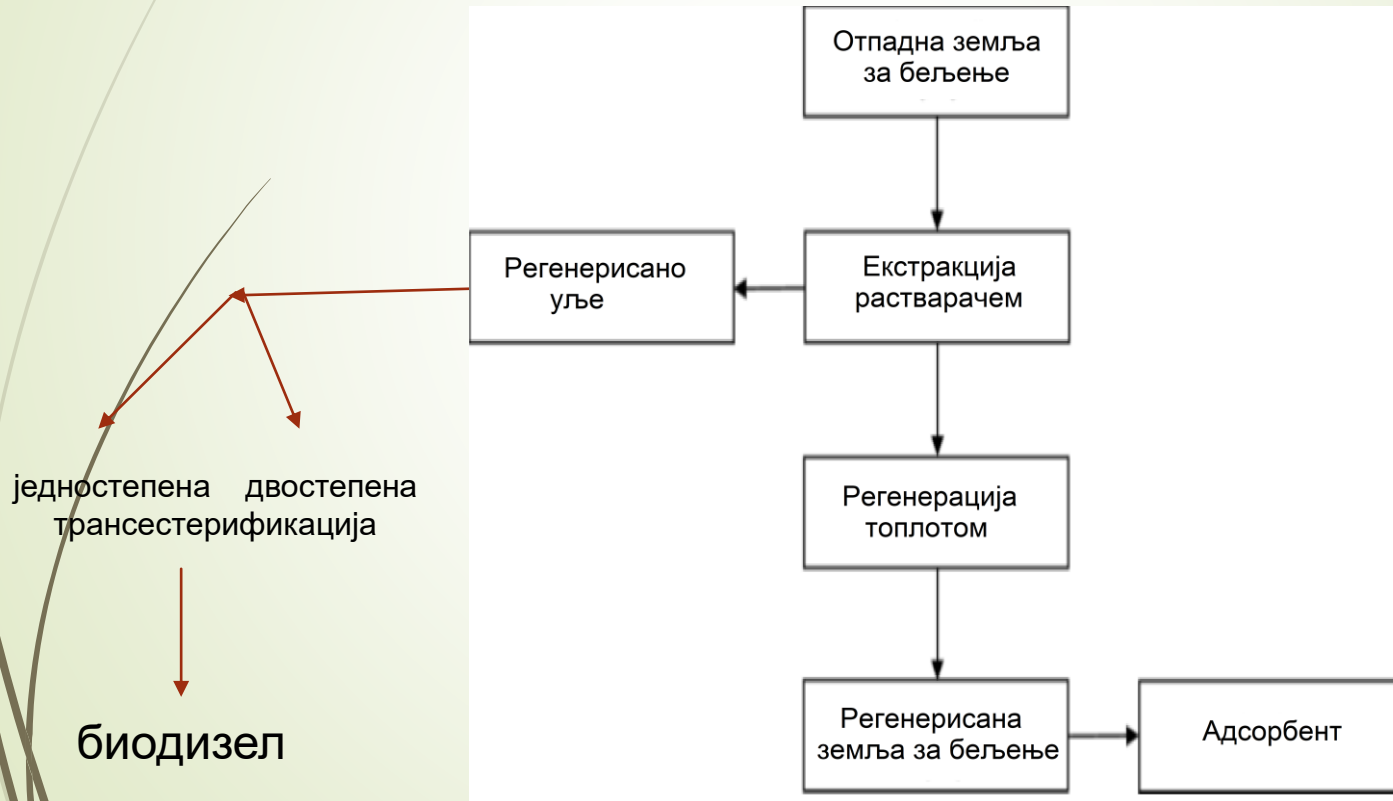 Отпадна земља
за бељење
Регенерисано
уље
Екстракција
растварачем
једностепена двостепена
трансестерификација
Регенерација
топлотом
биодизел
Регенерисана
земља за бељење
Адсорбент